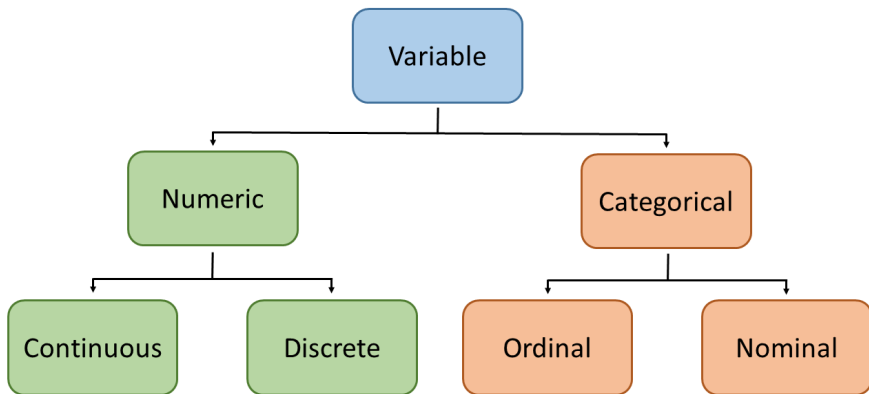 Variable
Numeric
Categorical
Continuous
Discrete
Ordinal
Nominal